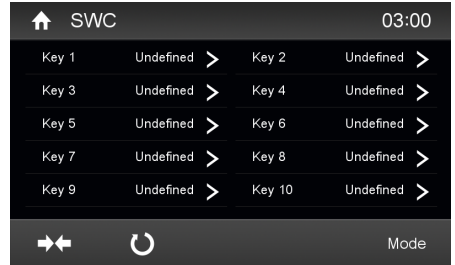 SWC 03:00
Key 1 Undefined Key 2 Undefined
Key 3 Undefined Key 4 Undefined
Key 5 Undefined Key 6 Undefined
Key 7 Undefined Key 8 Undefined
Key 9 Undefined Key 10 Undefined
Mode